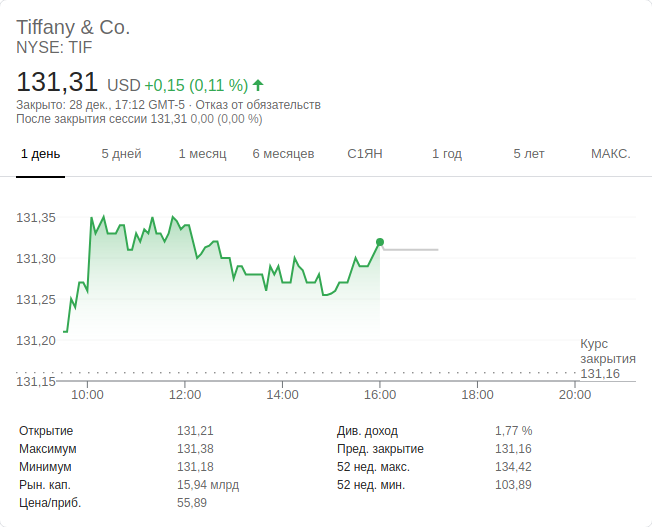 Tiffany & Co.
NYSE: TIF
131,31 USD +0,15 (0,11 %)
Закрыто: 28 дек., 17:12 GMT-5 · Отказ от обязательств
После закрытия сессии 131,31 0,00 (0,00 %)
1 день 5 дней 1 месяц 6 месяцев С1ЯН 1 год 5 лет МАКС.
131,35
131,30
131,25
131,20
Курс
закрытия
131,16
131,15
10:00 12:00 14:00 16:00 18:00 20:00
Открытие 131,21 Див. доход 1,77 %
Максимум 131,38 Пред. закрытие 131,16
Минимум 131,18 52 нед. макс. 134,42
Рын. кап. 15,94 млрд 52 нед. мин. 103,89
Цена/приб. 55,89